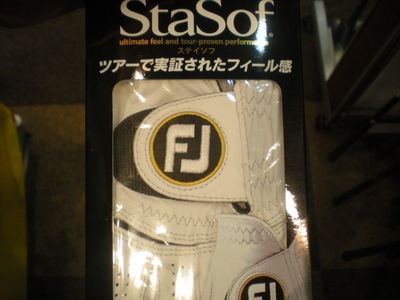 StaSof®
ultimate feel and tour-proven performance
ステイソフ
ツアーで実証されたフィール感
FJ
FJ